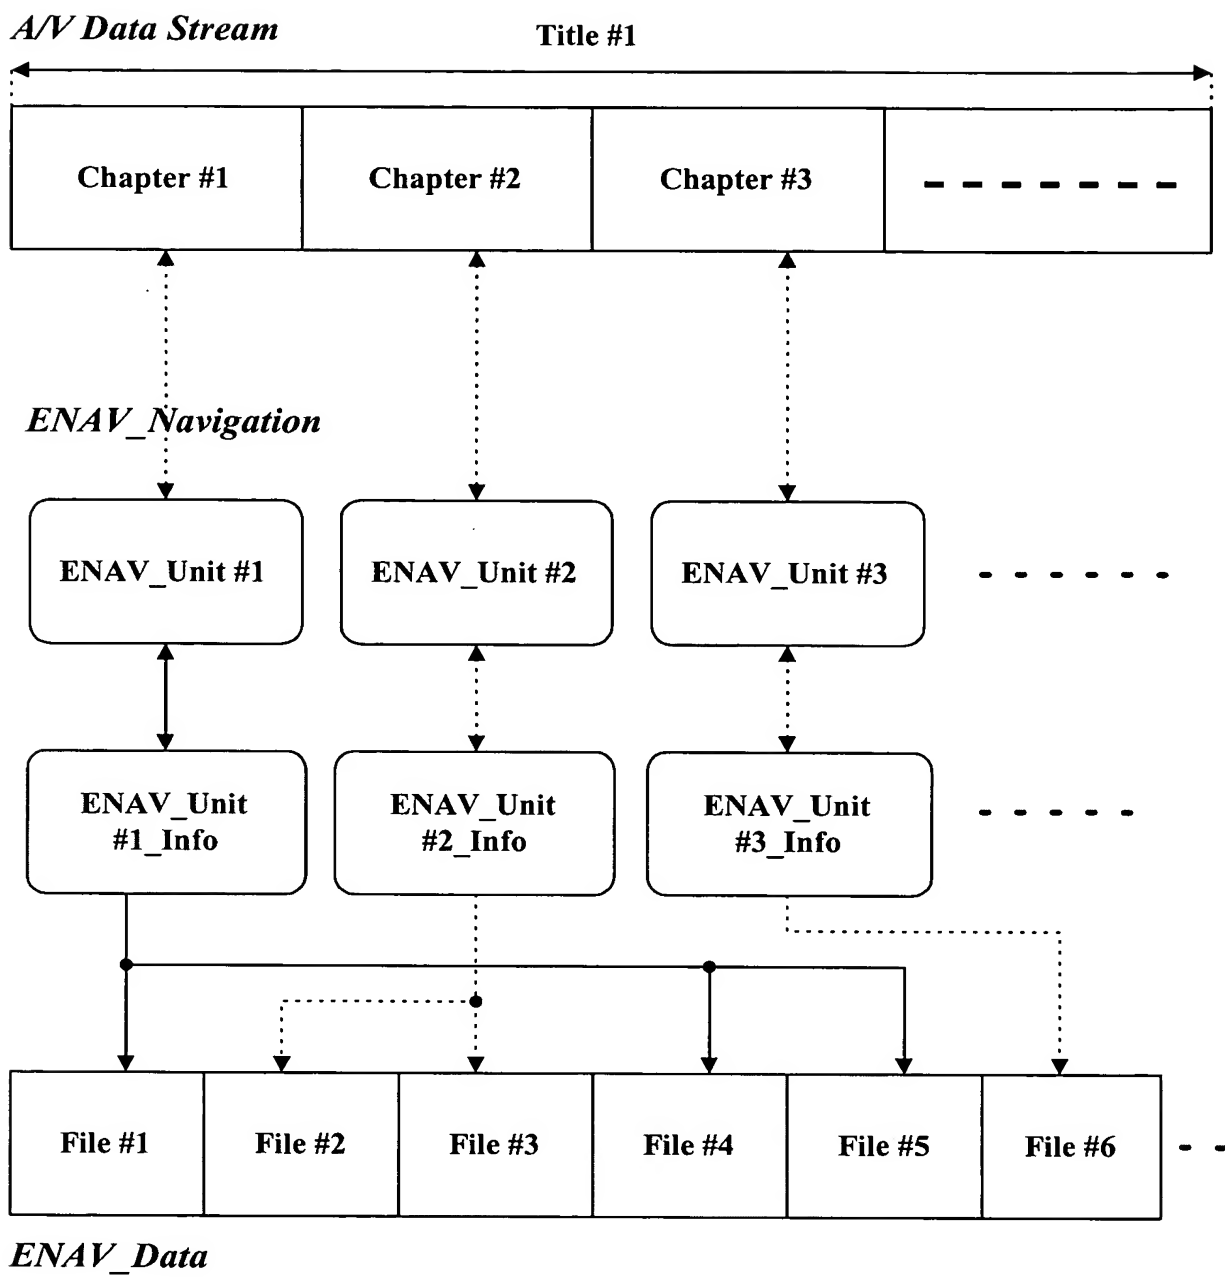 A/V Data Stream
Title #1
Chapter #1
Chapter #2
Chapter #3
ENAV_Navigation
ENAV_Unit #1
ENAV_Unit #2
ENAV_Unit #3
ENAV_Unit
#1_Info
ENAV_Unit
#2_Info
ENAV_Unit
#3_Info
File #1
File #2
File #3
File #4
File #5
File #6
ENAV_Data